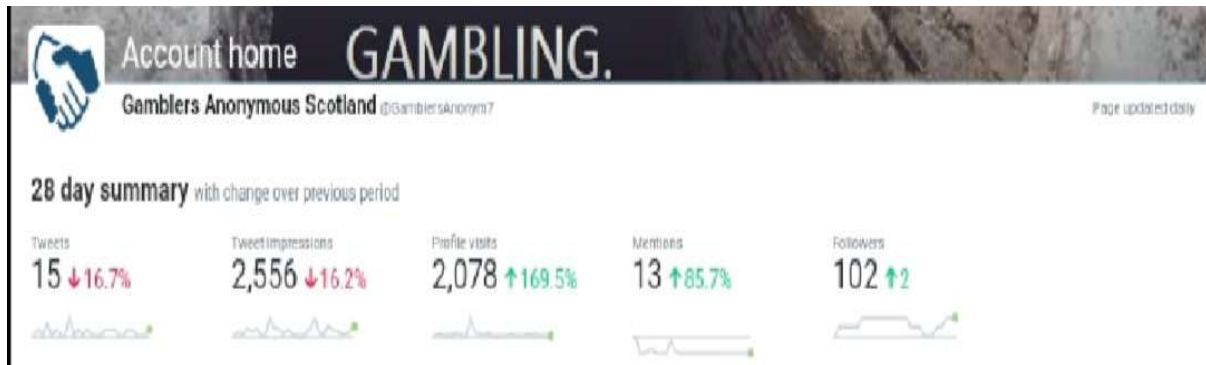 Account home GAMBLING.
Gamblers Anonymous Scotland @GamblersAnonym7
Page updated daily
28 day summary with change over previous period
Tweets Tweet impressions Profile visits Mentions Followers
15 ↓16.7% 2,556 ↓16.2% 2,078 ↑169.5% 13 ↑85.7% 102 ↑2